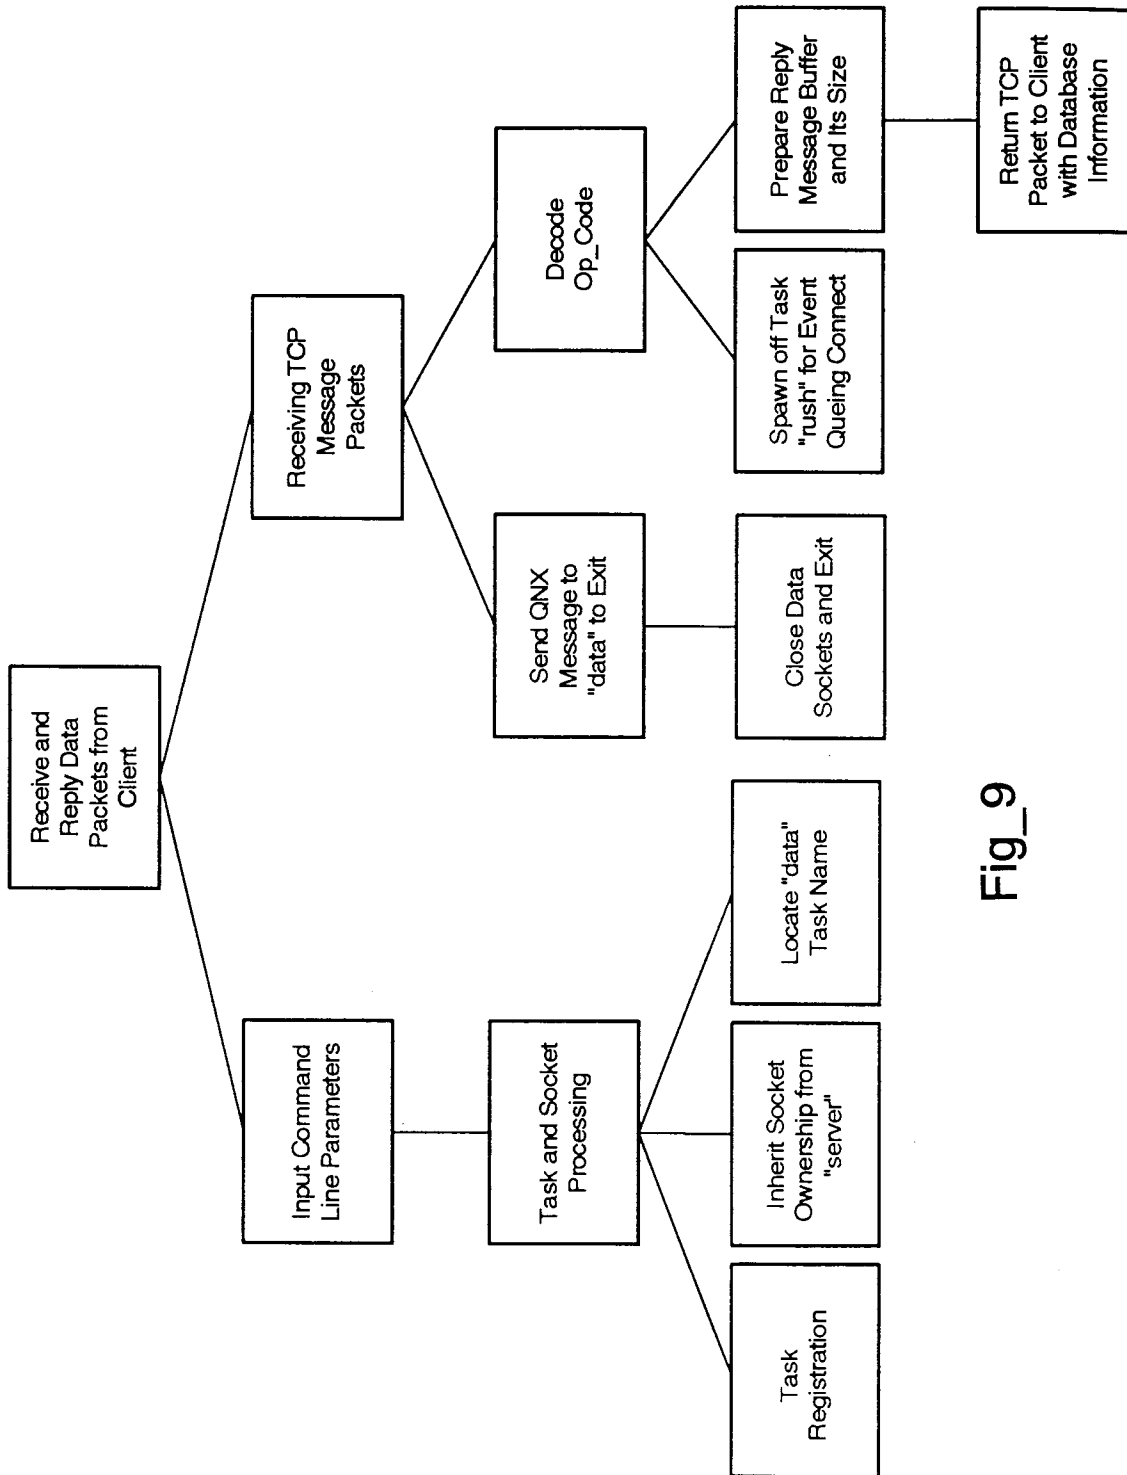 Receive and
Reply Data
Packets from
Client
Input Command
Line Parameters
Receiving TCP
Message
Packets
Task and Socket
Processing
Send QNX
Message to
"data" to Exit
Decode
Op_Code
Task
Registration
Inherit Socket
Ownership from
"server"
Locate "data"
Task Name
Close Data
Sockets and Exit
Spawn off Task
"rush" for Event
Queing Connect
Prepare Reply
Message Buffer
and Its Size
Return TCP
Packet to Client
with Database
Information
Fig_9